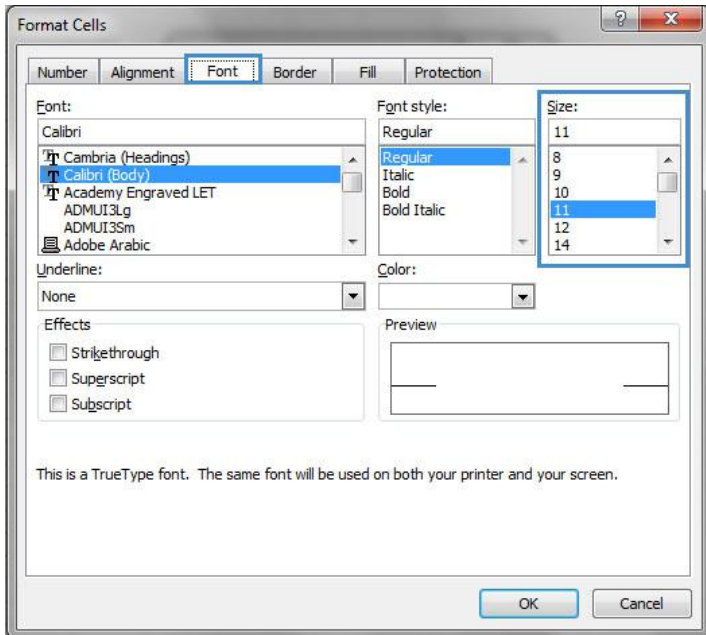 Format Cells
Number Alignment Font Border Fill Protection
Font: Font style: Size:
Calibri Regular 11
Cambria (Headings) Regular 8
Calibri (Body) Italic 9
Academy Engraved LET Bold 10
ADMUI3Lg Bold Italic 11
ADMUI3Sm 12
Adobe Arabic 14
Underline: Color:
None
Effects Preview
Strikethrough
Superscript
Subscript
This is a TrueType font. The same font will be used on both your printer and your screen.
OK Cancel